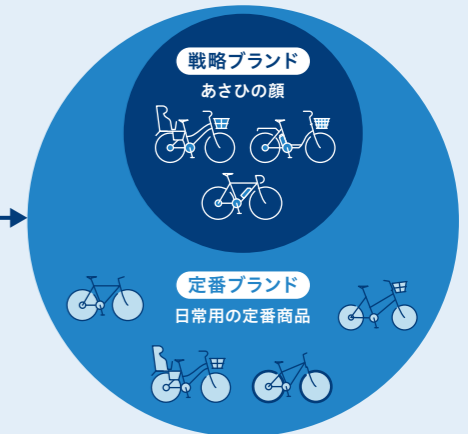 戦略ブランド
あさひの顔
定番ブランド
日常用の定番商品